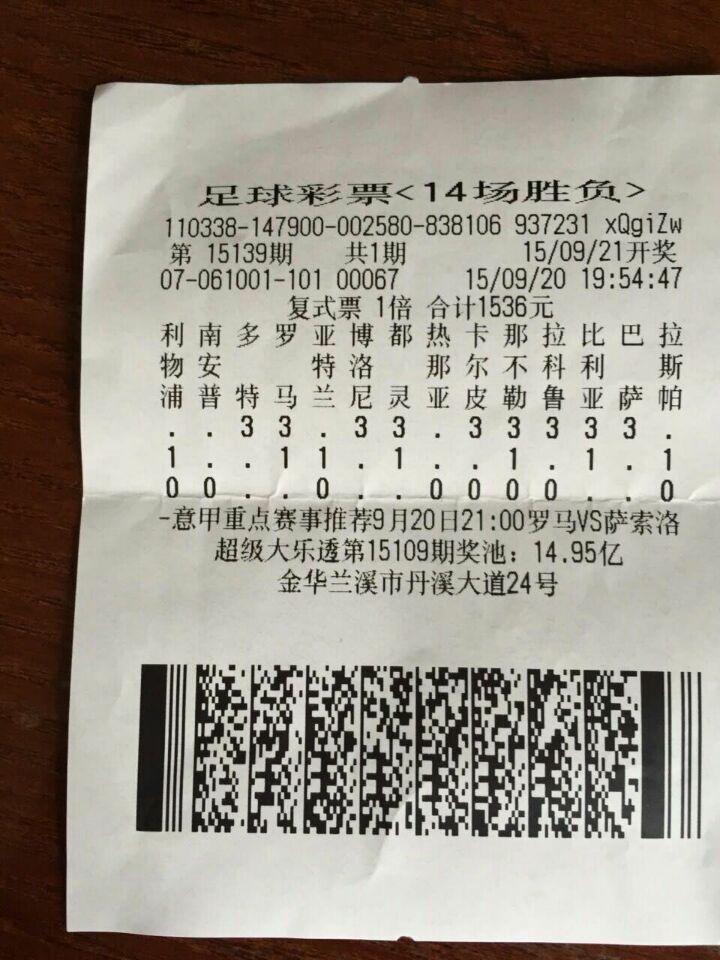 足球彩票<14场胜负>
110338-147900-002580-838106 937231 xQgiZw
第 15139期 共1期 15/09/21开奖
07-061001-101 00067 15/09/20 19:54:47
复式票 1倍 合计1536元
利 南 多 罗 亚 博 都 热 卡 那 拉 比 巴 拉
物 安 特 洛 那 尔 不 科 利 斯
浦 普 特 马 兰 尼 灵 亚 皮 勒 鲁 亚 萨 帕
. . 3 3 . 3 3 . 3 3 3 3 3 .
1 . . 1 1 . 1 . . 1 . 1 . 1
0 0 . . 0 . . 0 0 0 0 . . 0
-意甲重点赛事推荐9月20日21:00罗马VS萨索洛
超级大乐透第15109期奖池：14.95亿
金华兰溪市丹溪大道24号